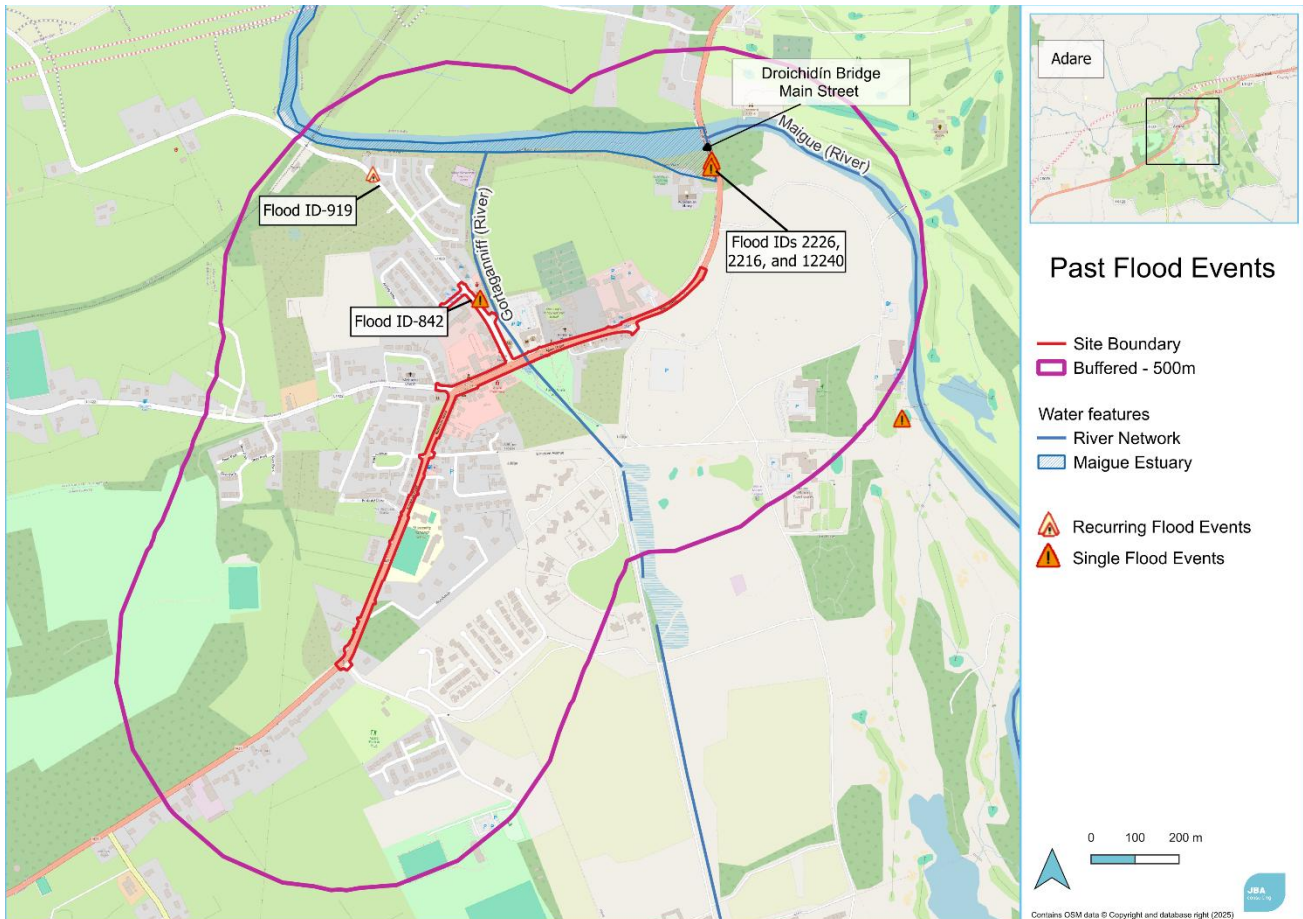 Droichidín Bridge
Main Street
Maigue (River)
Flood ID-919
Gortaganniff (River)
Flood IDs 2226,
2216, and 12240
Flood ID-842
Adare
Past Flood Events
Site Boundary
Buffered - 500m
Water features
River Network
Maigue Estuary
Recurring Flood Events
Single Flood Events
0 100 200 m
JBA
consulting
Contains OSM data © Copyright and database right (2025)